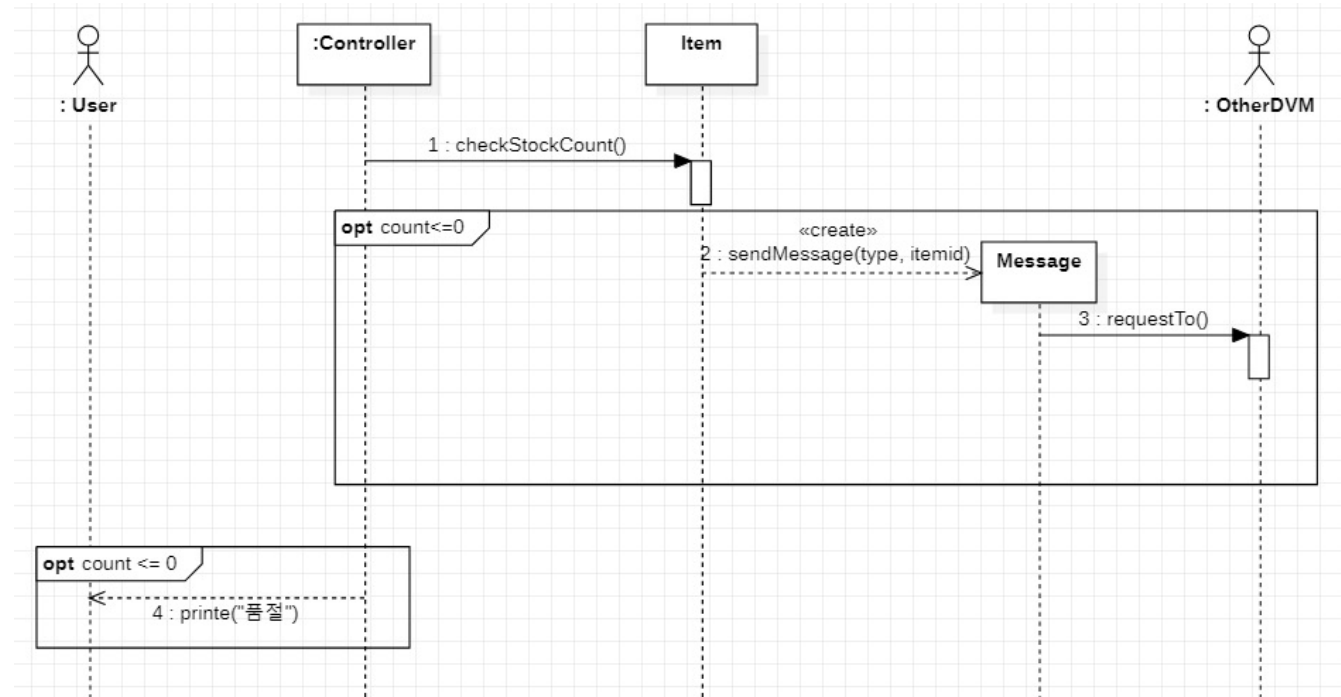 :Controller
Item
: User
: OtherDVM
1 : checkStockCount()
opt count<=0
«create»
2 : sendMessage(type, itemid)
Message
3 : requestTo()
opt count <= 0
4 : printe("품절")